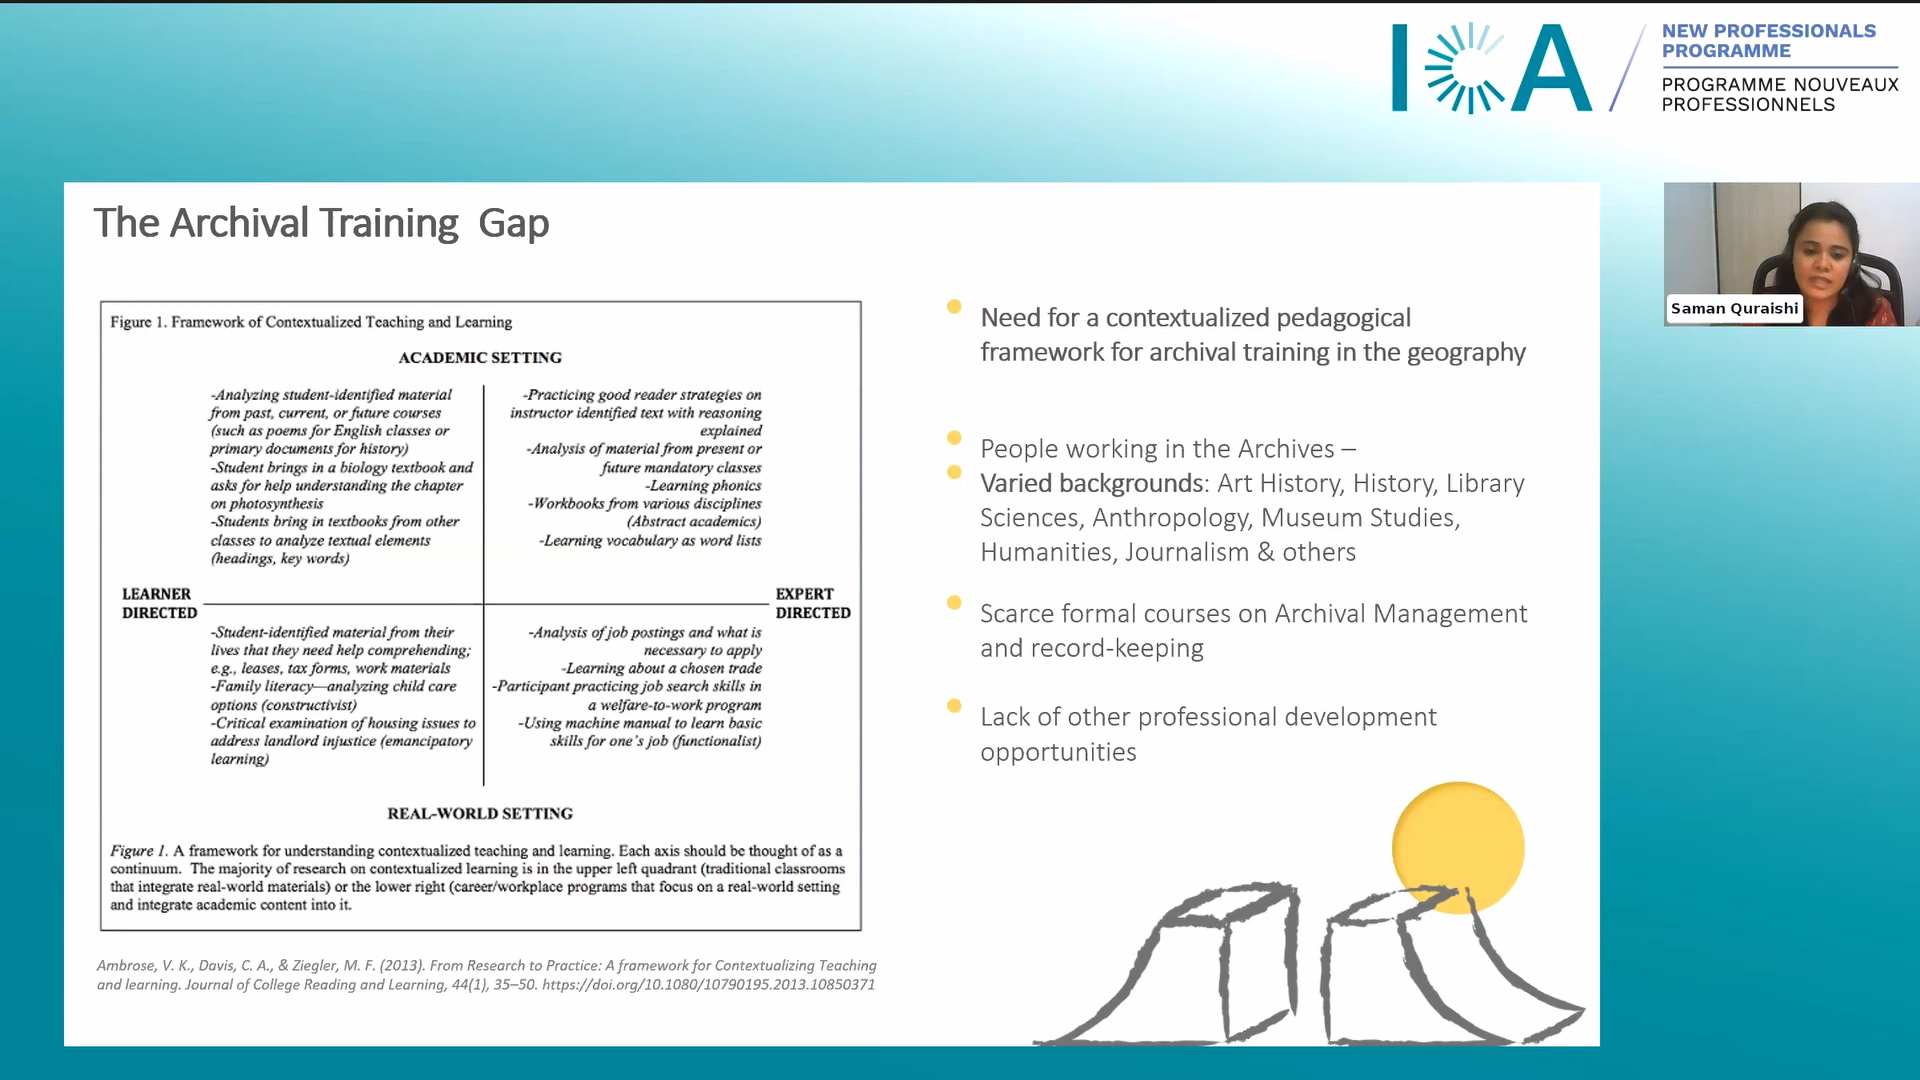 ICA
NEW PROFESSIONALS
PROGRAMME
PROGRAMME NOUVEAUX
PROFESSIONNELS
The Archival Training Gap
Saman Quraishi
Figure 1. Framework of Contextualized Teaching and Learning
ACADEMIC SETTING
-Analyzing student-identified material
from past, current, or future courses
(such as poems for English classes or
primary documents for history)
-Student brings in a biology textbook and
asks for help understanding the chapter
on photosynthesis
-Students bring in textbooks from other
classes to analyze textual elements
(headings, key words)
-Practicing good reader strategies on
instructor identified text with reasoning
explained
-Analysis of material from present or
future mandatory classes
-Learning phonics
-Workbooks from various disciplines
(Abstract academics)
-Learning vocabulary as word lists
LEARNER
DIRECTED
EXPERT
DIRECTED
-Student-identified material from their
lives that they need help comprehending;
e.g., leases, tax forms, work materials
-Family literacy—analyzing child care
options (constructivist)
-Critical examination of housing issues to
address landlord injustice (emancipatory
learning)
-Analysis of job postings and what is
necessary to apply
-Learning about a chosen trade
-Participant practicing job search skills in
a welfare-to-work program
-Using machine manual to learn basic
skills for one's job (functionalist)
REAL-WORLD SETTING
Figure 1. A framework for understanding contextualized teaching and learning. Each axis should be thought of as a
continuum. The majority of research on contextualized learning is in the upper left quadrant (traditional classrooms
that integrate real-world materials) or the lower right (career/workplace programs that focus on a real-world setting
and integrate academic content into it.
Ambrose, V. K., Davis, C. A., & Ziegler, M. F. (2013). From Research to Practice: A framework for Contextualizing Teaching
and learning. Journal of College Reading and Learning, 44(1), 35–50. https://doi.org/10.1080/10790195.2013.10850371
Need for a contextualized pedagogical
framework for archival training in the geography
People working in the Archives –
Varied backgrounds: Art History, History, Library
Sciences, Anthropology, Museum Studies,
Humanities, Journalism & others
Scarce formal courses on Archival Management
and record-keeping
Lack of other professional development
opportunities